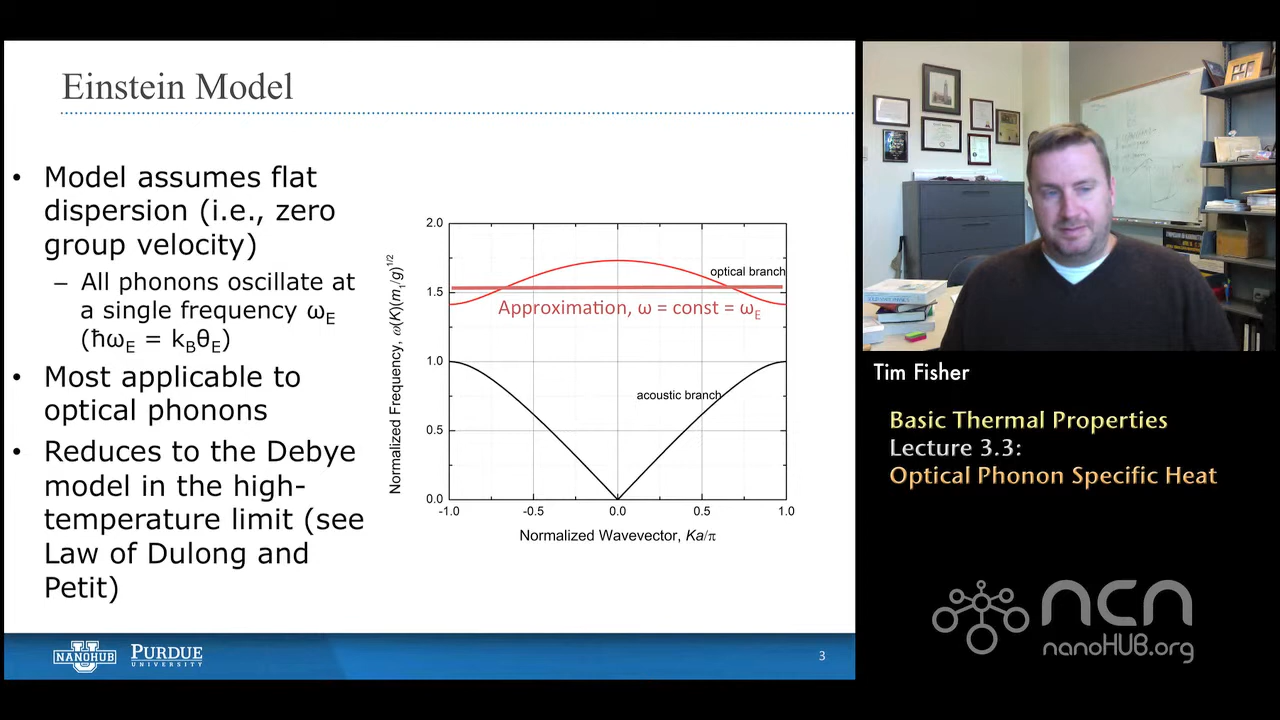 Einstein Model
• Model assumes flat
dispersion (i.e., zero
group velocity)
– All phonons oscillate at
a single frequency ωE
(ħωE = kBθE)
• Most applicable to
optical phonons
• Reduces to the Debye
model in the high-
temperature limit (see
Law of Dulong and
Petit)
Normalized Frequency, ω(K)(m₁/g)^1/2
2.0
1.5
1.0
0.5
0.0
optical branch
Approximation, ω = const = ωE
acoustic branch
-1.0 -0.5 0.0 0.5 1.0
Normalized Wavevector, Ka/π
NANOHUB
PURDUE
UNIVERSITY
3
Tim Fisher
Basic Thermal Properties
Lecture 3.3:
Optical Phonon Specific Heat
ncn
nanoHUB.org